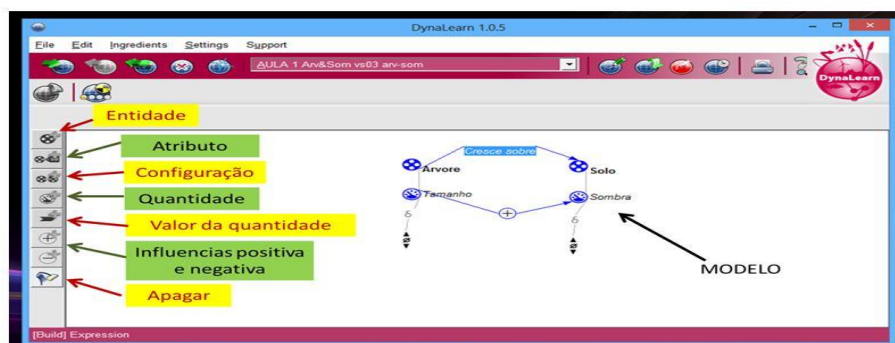 DynaLearn 1.0.5
File Edit Ingredients Settings Support
AULA 1 Arv&Som vs03 arv-som
DynaLearn
Entidade
Atributo
Configuração
Quantidade
Valor da quantidade
Influencias positiva
e negativa
Apagar
Cresce sobre
Arvore
Solo
Tamanho
Sombra
δ
δ
MODELO
[Build] Expression